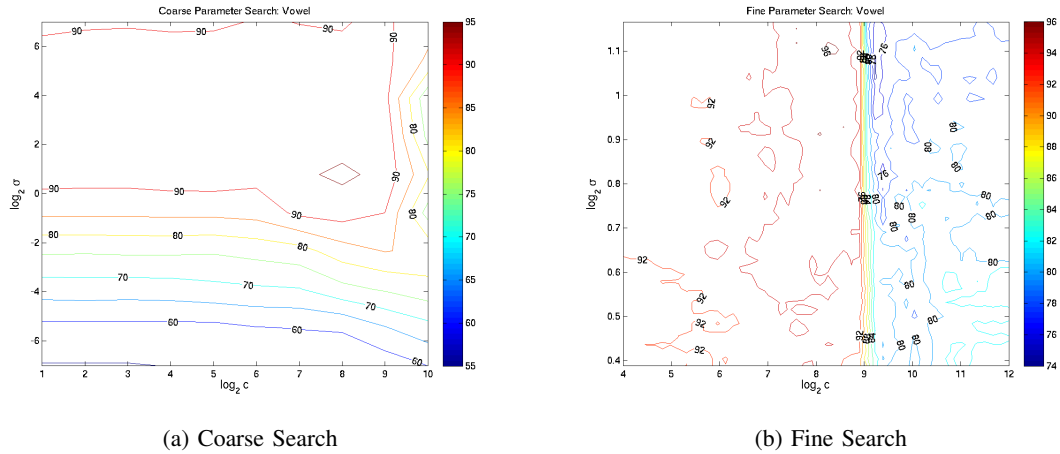 Coarse Parameter Search: Vowel
90 90 90
80
90
90 90 90
80
80 80
70 70
60 60 60
6
4
2
0
-2
-4
-6
log2 σ
1 2 3 4 5 6 7 8 9 10
log2 c
95
90
85
80
75
70
65
60
55
(a) Coarse Search
Fine Parameter Search: Vowel
92 92 92 92 92 92 92
76 76
80 80 80 80 80 80 80 80
1.1
1
0.9
0.8
0.7
0.6
0.5
0.4
log2 σ
4 5 6 7 8 9 10 11 12
log2 c
96
94
92
90
88
86
84
82
80
78
76
74
(b) Fine Search